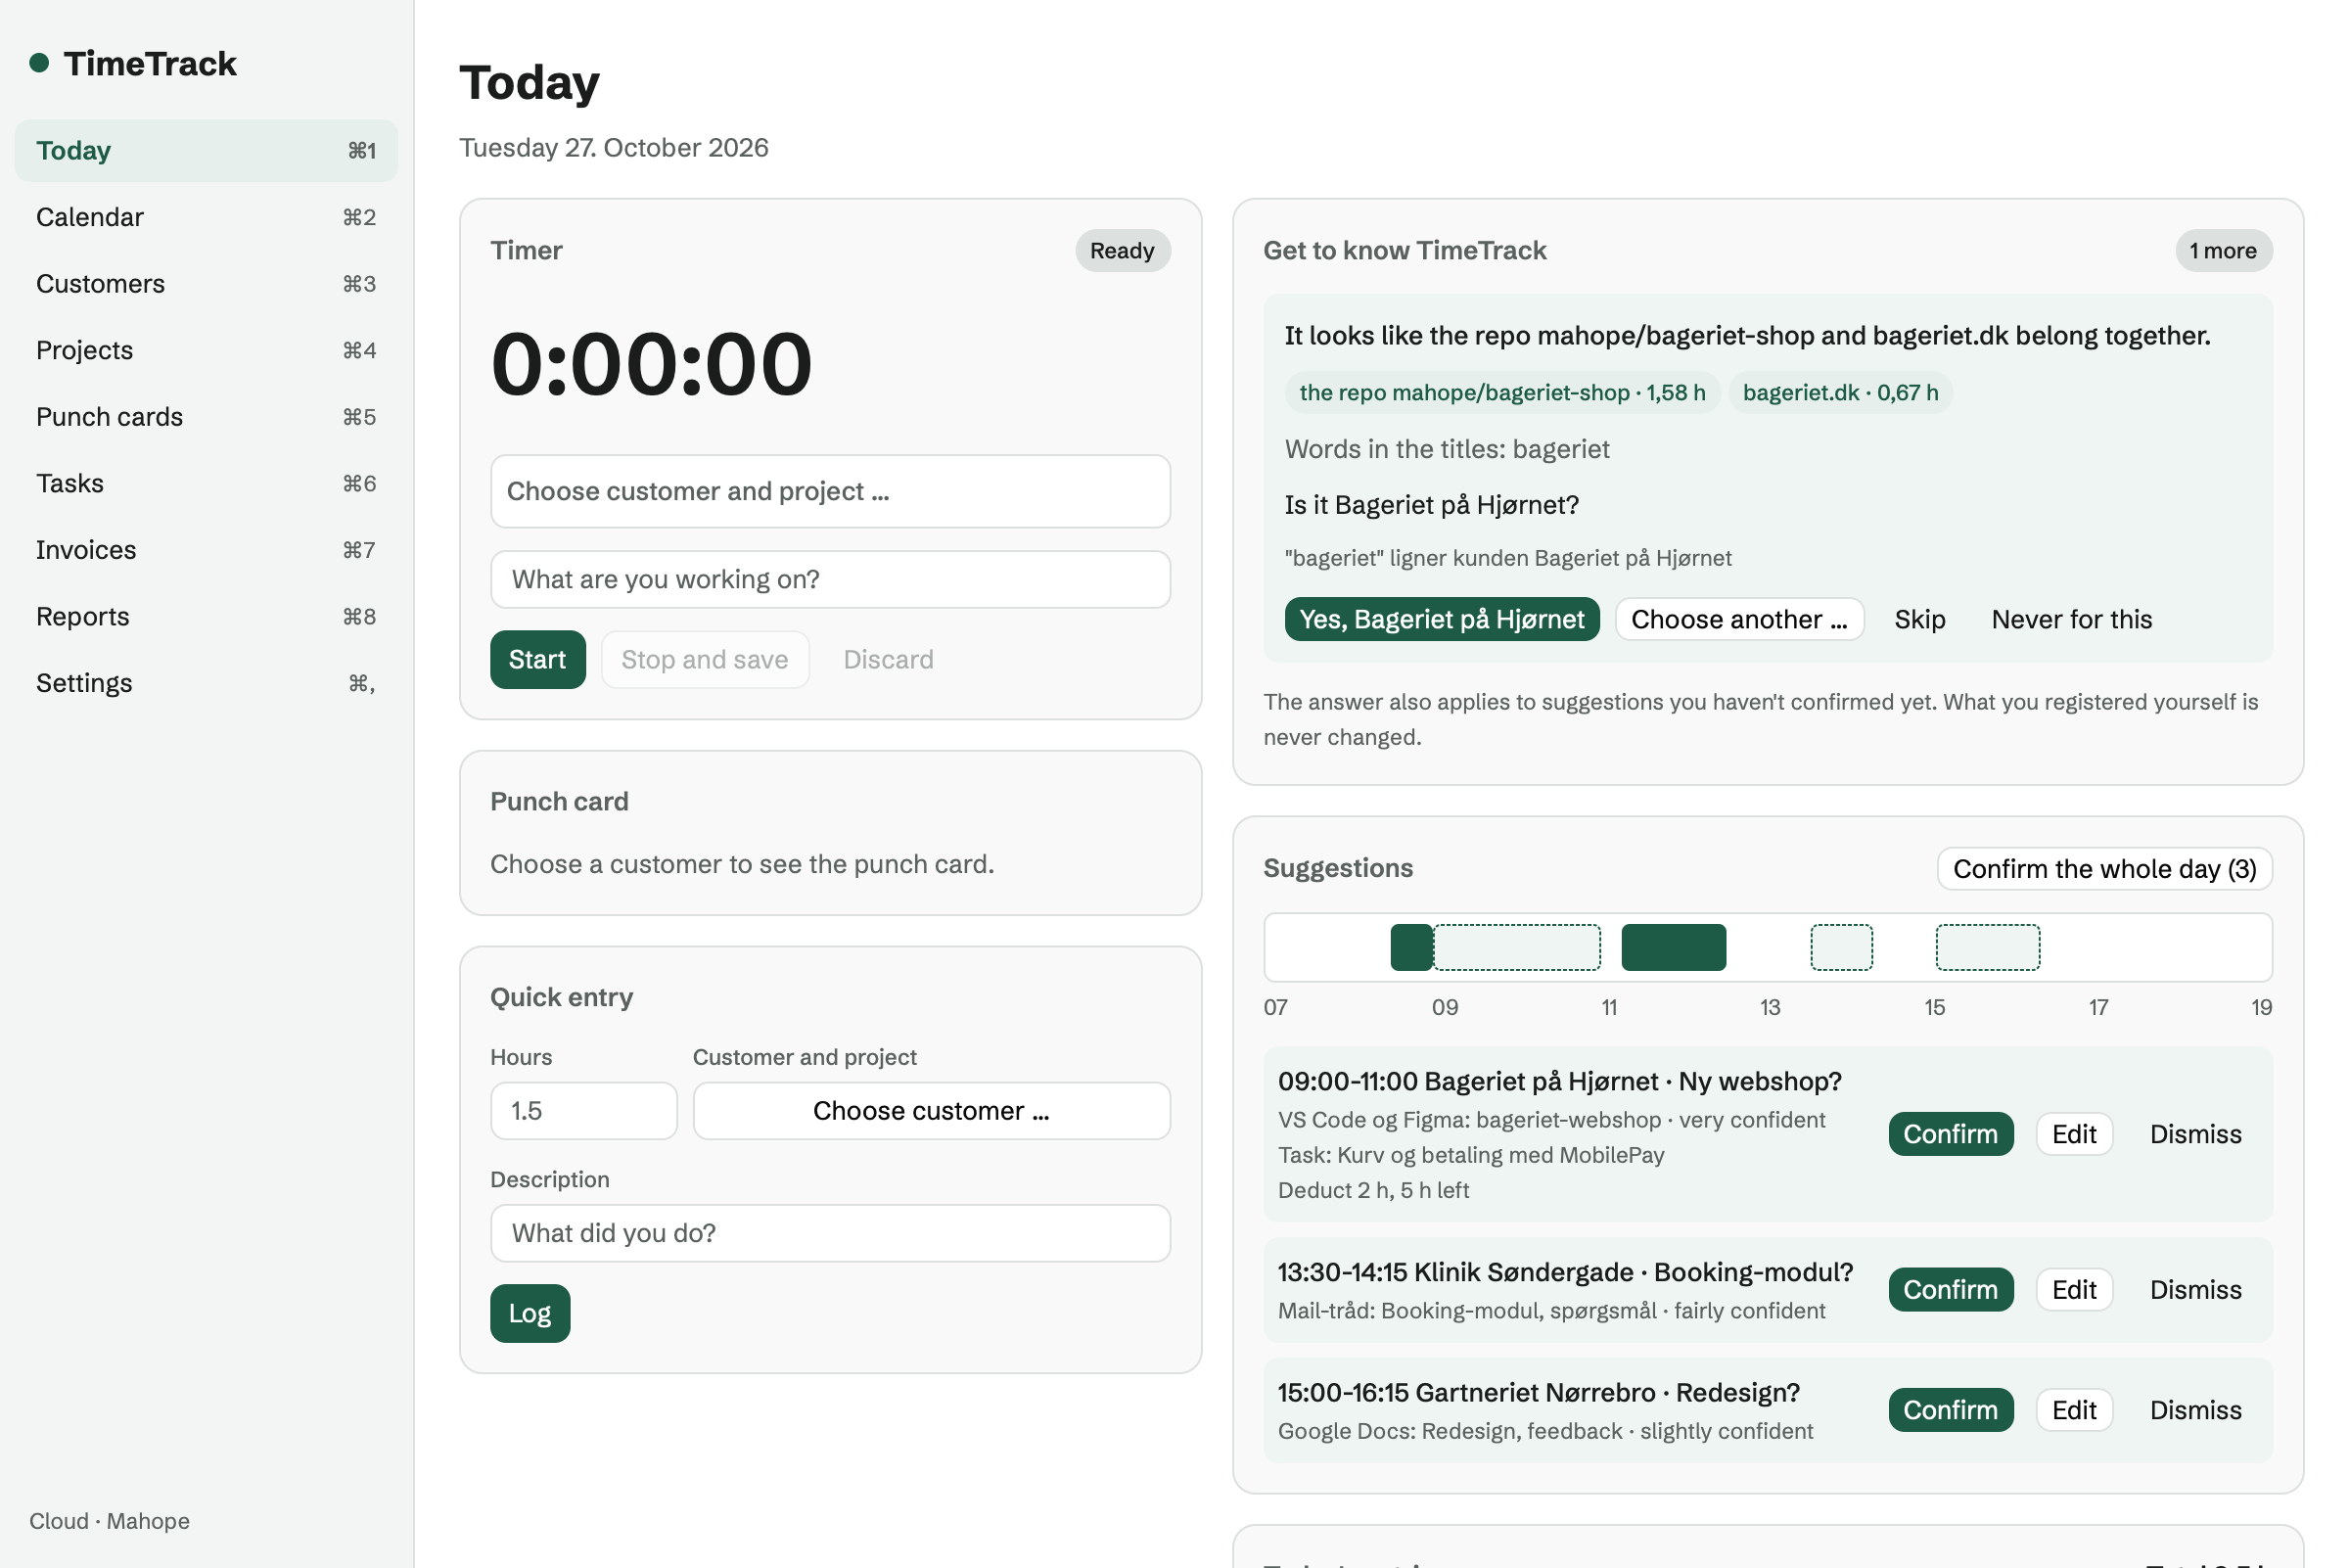 TimeTrack
Today ⌘1
Calendar ⌘2
Customers ⌘3
Projects ⌘4
Punch cards ⌘5
Tasks ⌘6
Invoices ⌘7
Reports ⌘8
Settings ⌘,
Cloud · Mahope
Today
Tuesday 27. October 2026
Timer
Ready
0:00:00
Choose customer and project ...
What are you working on?
Start
Stop and save
Discard
Punch card
Choose a customer to see the punch card.
Quick entry
Hours
Customer and project
1.5
Choose customer ...
Description
What did you do?
Log
Get to know TimeTrack
1 more
It looks like the repo mahope/bageriet-shop and bageriet.dk belong together.
the repo mahope/bageriet-shop · 1,58 h
bageriet.dk · 0,67 h
Words in the titles: bageriet
Is it Bageriet på Hjørnet?
"bageriet" ligner kunden Bageriet på Hjørnet
Yes, Bageriet på Hjørnet
Choose another ...
Skip
Never for this
The answer also applies to suggestions you haven't confirmed yet. What you registered yourself is
never changed.
Suggestions
Confirm the whole day (3)
07 09 11 13 15 17 19
09:00-11:00 Bageriet på Hjørnet · Ny webshop?
VS Code og Figma: bageriet-webshop · very confident
Task: Kurv og betaling med MobilePay
Deduct 2 h, 5 h left
Confirm
Edit
Dismiss
13:30-14:15 Klinik Søndergade · Booking-modul?
Mail-tråd: Booking-modul, spørgsmål · fairly confident
Confirm
Edit
Dismiss
15:00-16:15 Gartneriet Nørrebro · Redesign?
Google Docs: Redesign, feedback · slightly confident
Confirm
Edit
Dismiss